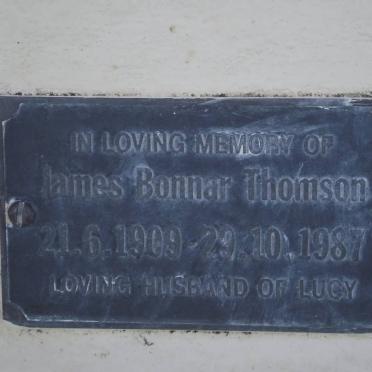 IN LOVING MEMORY OF
James Bonnar Thomson
21.6.1909 - 29.10.1987
LOVING HUSBAND OF LUCY